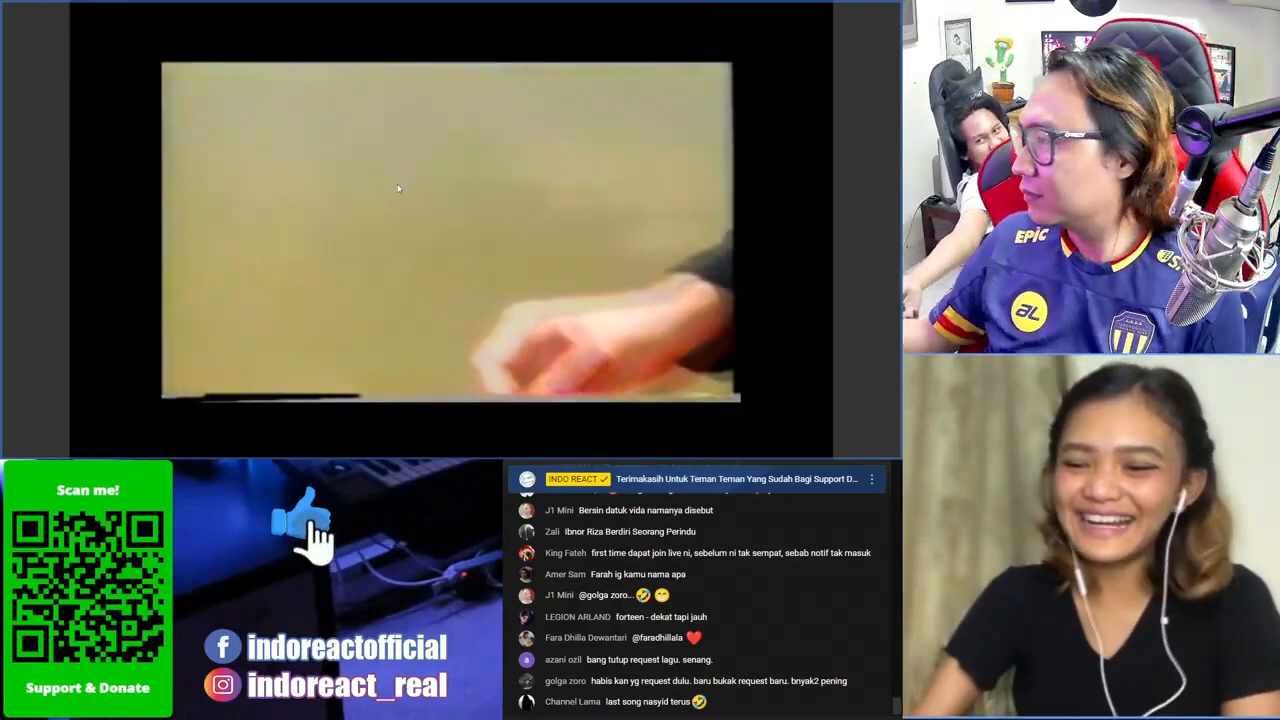 EPIC
aL
Scan me!
Support & Donate
indoreactofficial
indoreact_real
INDO REACT Terimakasih Untuk Teman Teman Yang Sudah Bagi Support D...
J1 Mini Bersin datuk vida namanya disebut
Zali Ibnor Riza Berdiri Seorang Perindu
King Fateh first time dapat join live ni, sebelum ni tak sempat, sebab notif tak masuk
Amer Sam Farah ig kamu nama apa
J1 Mini @golga zoro...🤣 😁
LEGION ARLAND forteen - dekat tapi jauh
Fara Dhilla Dewantari @faradhillala ❤️
a azani ozil bang tutup request lagu. senang.
golga zoro habis kan yg request dulu. baru bukak request baru. bnyak2 pening
Channel Lama last song nasyid terus🤣